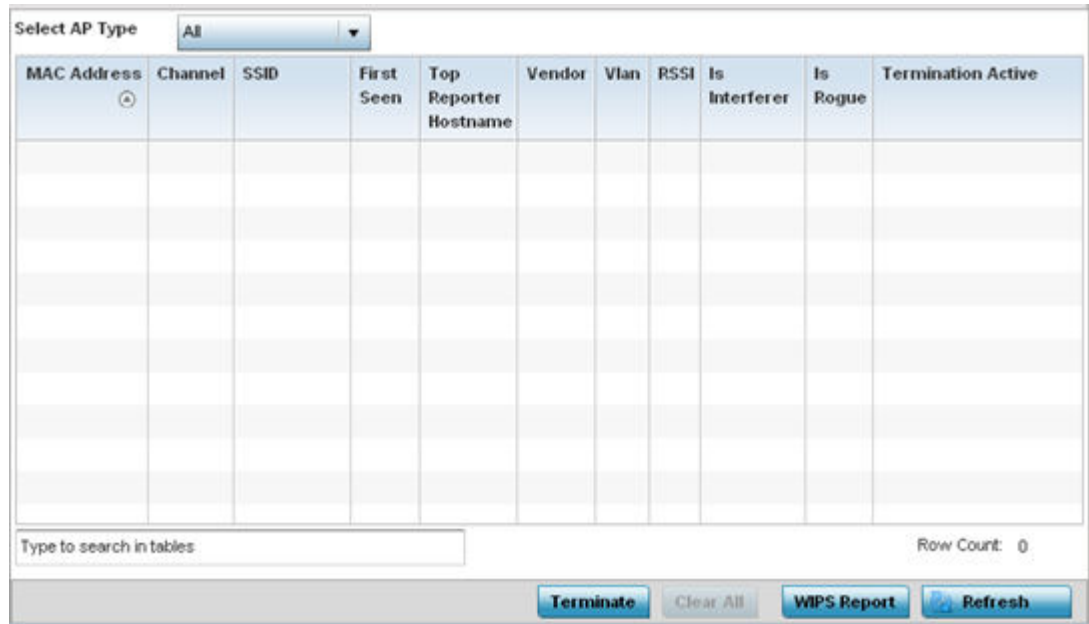 Select AP Type
All
MAC Address Channel SSID First Seen Top Reporter Hostname Vendor Vlan RSSI Is Interferer Is Rogue Termination Active
Type to search in tables
Row Count: 0
Terminate Clear All WIPS Report Refresh